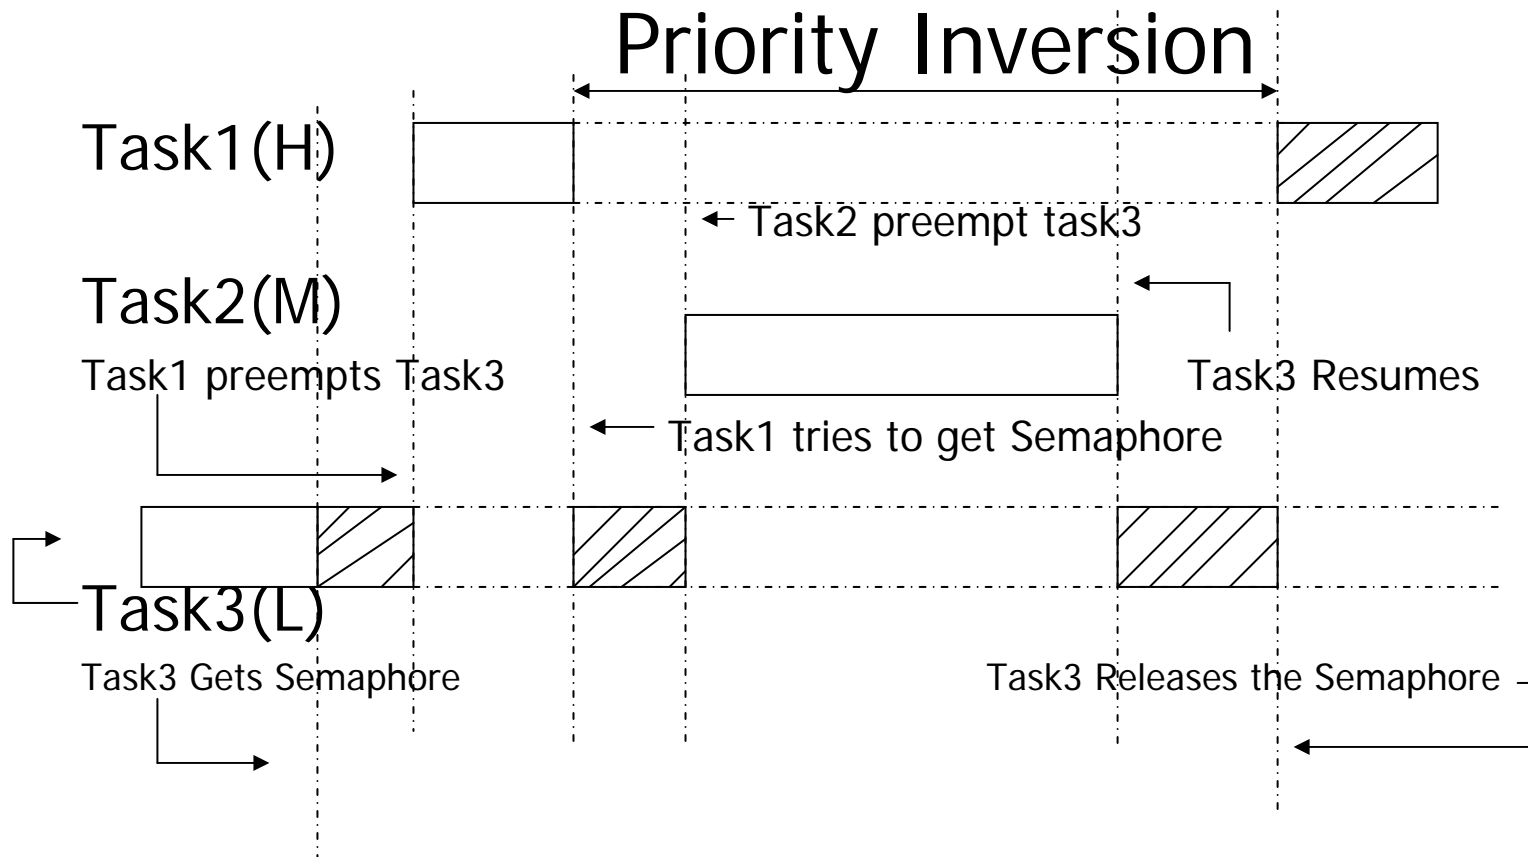 Priority Inversion
Task1(H)
Task2 preempt task3
Task2(M)
Task1 preempts Task3
Task3 Resumes
Task1 tries to get Semaphore
Task3(L)
Task3 Gets Semaphore
Task3 Releases the Semaphore